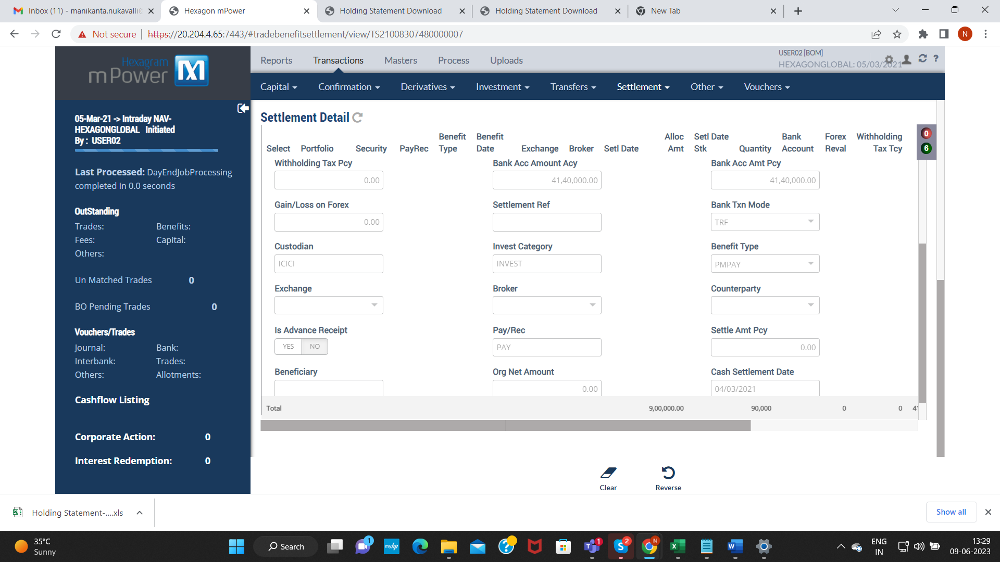 Inbox (11) - manikanta.nukavalli@
Hexagon mPower
Holding Statement Download
Holding Statement Download
New Tab
Not secure
https://20.204.4.65:7443/#tradebenefitsettlement/view/TS21008307480000007
N
Hexagram
mPower
Reports
Transactions
Masters
Process
Uploads
USER02 [BOM]
HEXAGONGLOBAL: 05/03/2021
?
Capital
Confirmation
Derivatives
Investment
Transfers
Settlement
Other
Vouchers
05-Mar-21 -> Intraday NAV-
HEXAGONGLOBAL Initiated
By : USER02
Last Processed: DayEndJobProcessing
completed in 0.0 seconds
OutStanding
Trades: Benefits:
Fees: Capital:
Others:
Un Matched Trades 0
BO Pending Trades 0
Vouchers/Trades
Journal: Bank:
Interbank: Trades:
Others: Allotments:
Cashflow Listing
Corporate Action: 0
Interest Redemption: 0
Settlement Detail
Select Portfolio Security PayRec Benefit Type Benefit Date Exchange Broker Setl Date Alloc Amt Setl Date Stk Quantity Bank Account Forex Reval Withholding Tax Tcy
0
6
Withholding Tax Pcy Bank Acc Amount Acy Bank Acc Amt Pcy
0.00 41,40,000.00 41,40,000.00
Gain/Loss on Forex Settlement Ref Bank Txn Mode
0.00 TRF
Custodian Invest Category Benefit Type
ICICI INVEST PMPAY
Exchange Broker Counterparty
Is Advance Receipt Pay/Rec Settle Amt Pcy
YES NO PAY 0.00
Beneficiary Org Net Amount Cash Settlement Date
0.00 04/03/2021
Total 9,00,000.00 90,000 0 0 41
Clear Reverse
Holding Statement-....xls
Show all
35°C
Sunny
Search
1
myhp
1
2
N
ENG
IN
13:29
09-06-2023